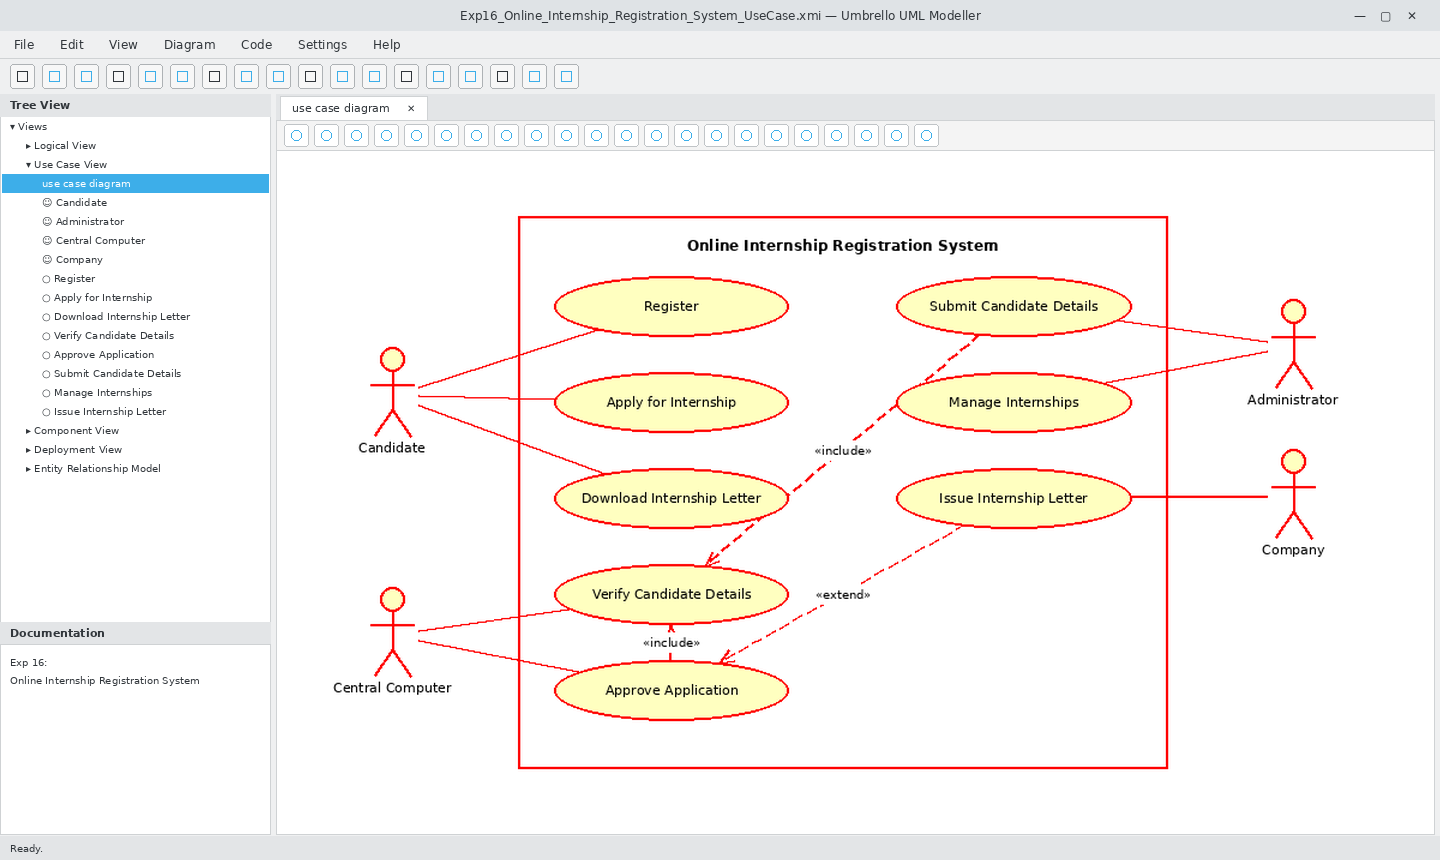 Exp16_Online_Internship_Registration_System_UseCase.xmi — Umbrello UML Modeller
File Edit View Diagram Code Settings Help
Tree View
Views
Logical View
Use Case View
use case diagram
Candidate
Administrator
Central Computer
Company
Register
Apply for Internship
Download Internship Letter
Verify Candidate Details
Approve Application
Submit Candidate Details
Manage Internships
Issue Internship Letter
Component View
Deployment View
Entity Relationship Model
Documentation
Exp 16:
Online Internship Registration System
use case diagram
Online Internship Registration System
Register
Submit Candidate Details
Apply for Internship
Manage Internships
Administrator
Candidate
«include»
Download Internship Letter
Issue Internship Letter
Company
Verify Candidate Details
«extend»
«include»
Central Computer
Approve Application
Ready.